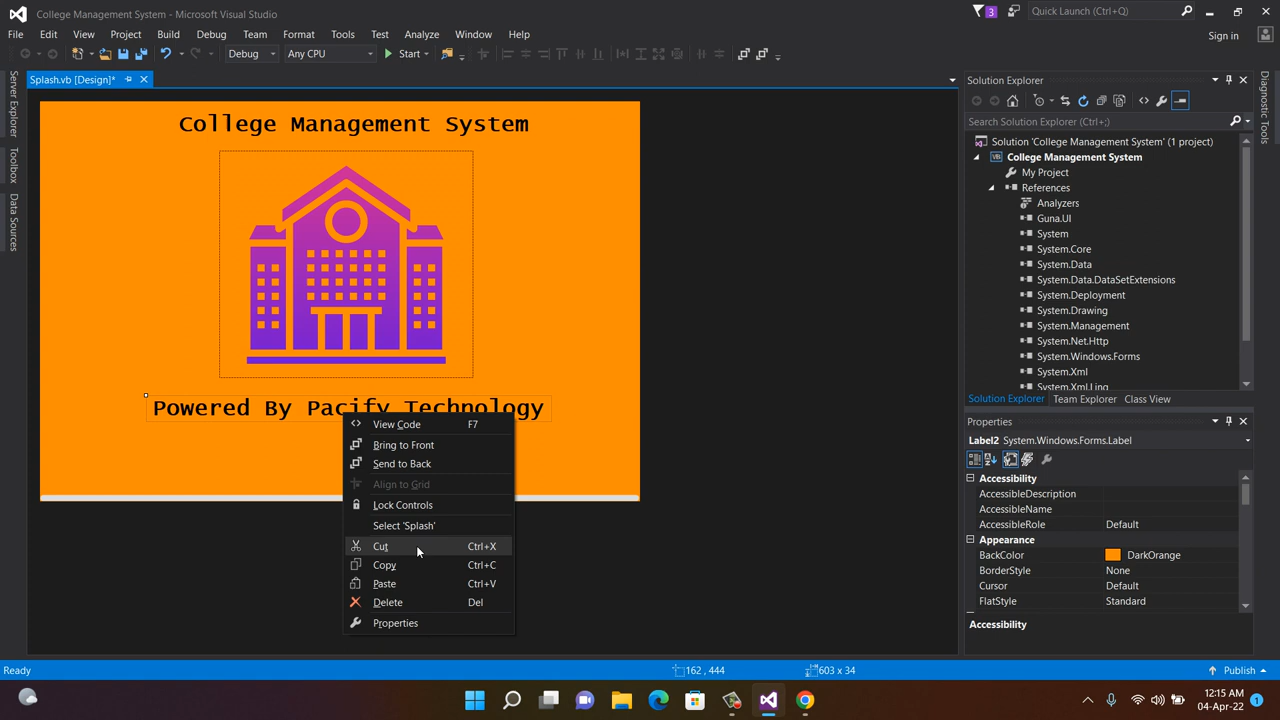 College Management System - Microsoft Visual Studio
3
Quick Launch (Ctrl+Q)
File Edit View Project Build Debug Team Format Tools Test Analyze Window Help
Sign in
Debug Any CPU Start
Splash.vb [Design]*
Server Explorer
Toolbox
Data Sources
College Management System
Powered By Pacify Technology
View Code F7
Bring to Front
Send to Back
Align to Grid
Lock Controls
Select 'Splash'
Cut Ctrl+X
Copy Ctrl+C
Paste Ctrl+V
Delete Del
Properties
Solution Explorer
Search Solution Explorer (Ctrl+;)
Solution 'College Management System' (1 project)
VB College Management System
My Project
References
Analyzers
Guna.UI
System
System.Core
System.Data
System.Data.DataSetExtensions
System.Deployment
System.Drawing
System.Management
System.Net.Http
System.Windows.Forms
System.Xml
System.Xml.Linq
Solution Explorer Team Explorer Class View
Diagnostic Tools
Properties
Label2 System.Windows.Forms.Label
Accessibility
AccessibleDescription
AccessibleName
AccessibleRole Default
Appearance
BackColor DarkOrange
BorderStyle None
Cursor Default
FlatStyle Standard
Accessibility
Ready
162 , 444
603 x 34
Publish
12:15 AM
04-Apr-22
1